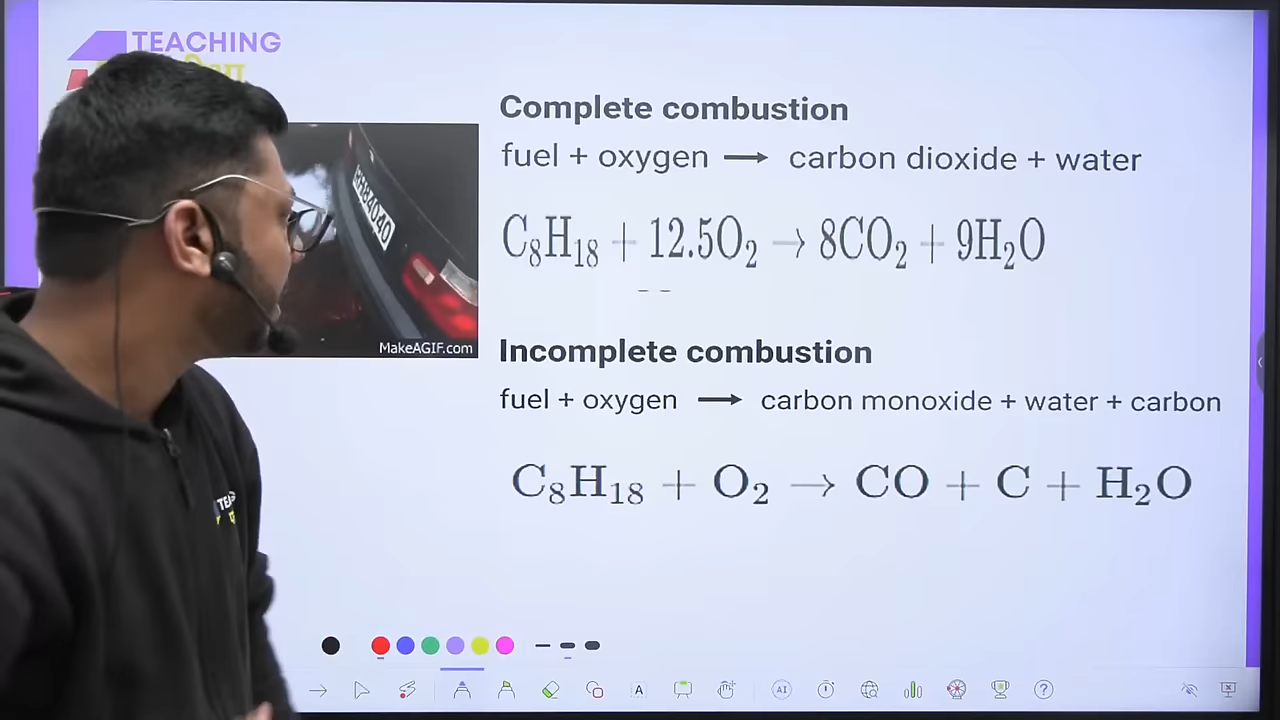 TEACHING
Complete combustion
fuel + oxygen ⟶ carbon dioxide + water
C₈H₁₈ + 12.5O₂ → 8CO₂ + 9H₂O
MakeAGIF.com
Incomplete combustion
fuel + oxygen ⟶ carbon monoxide + water + carbon
C₈H₁₈ + O₂ → CO + C + H₂O
A
AI
?